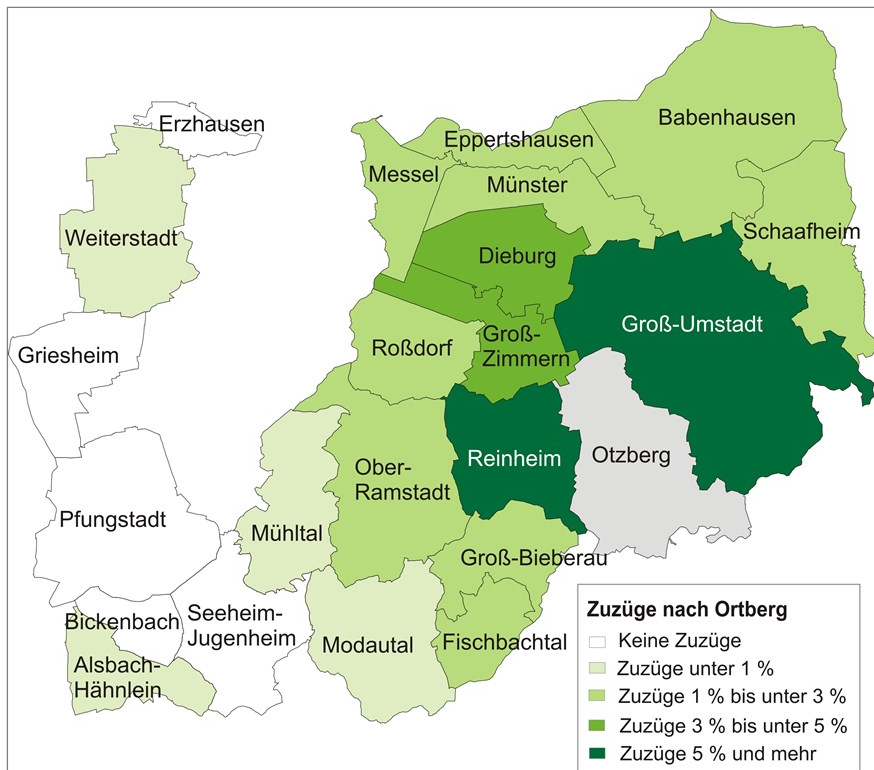 Erzhausen
Babenhausen
Eppertshausen
Messel
Münster
Weiterstadt
Schaafheim
Dieburg
Groß-Umstadt
Griesheim
Roßdorf
Groß-
Zimmern
Reinheim
Otzberg
Ober-
Ramstadt
Pfungstadt
Mühltal
Groß-Bieberau
Bickenbach
Seeheim-
Jugenheim
Modautal
Fischbachtal
Alsbach-
Hähnlein
Zuzüge nach Ortberg
Keine Zuzüge
Zuzüge unter 1 %
Zuzüge 1 % bis unter 3 %
Zuzüge 3 % bis unter 5 %
Zuzüge 5 % und mehr